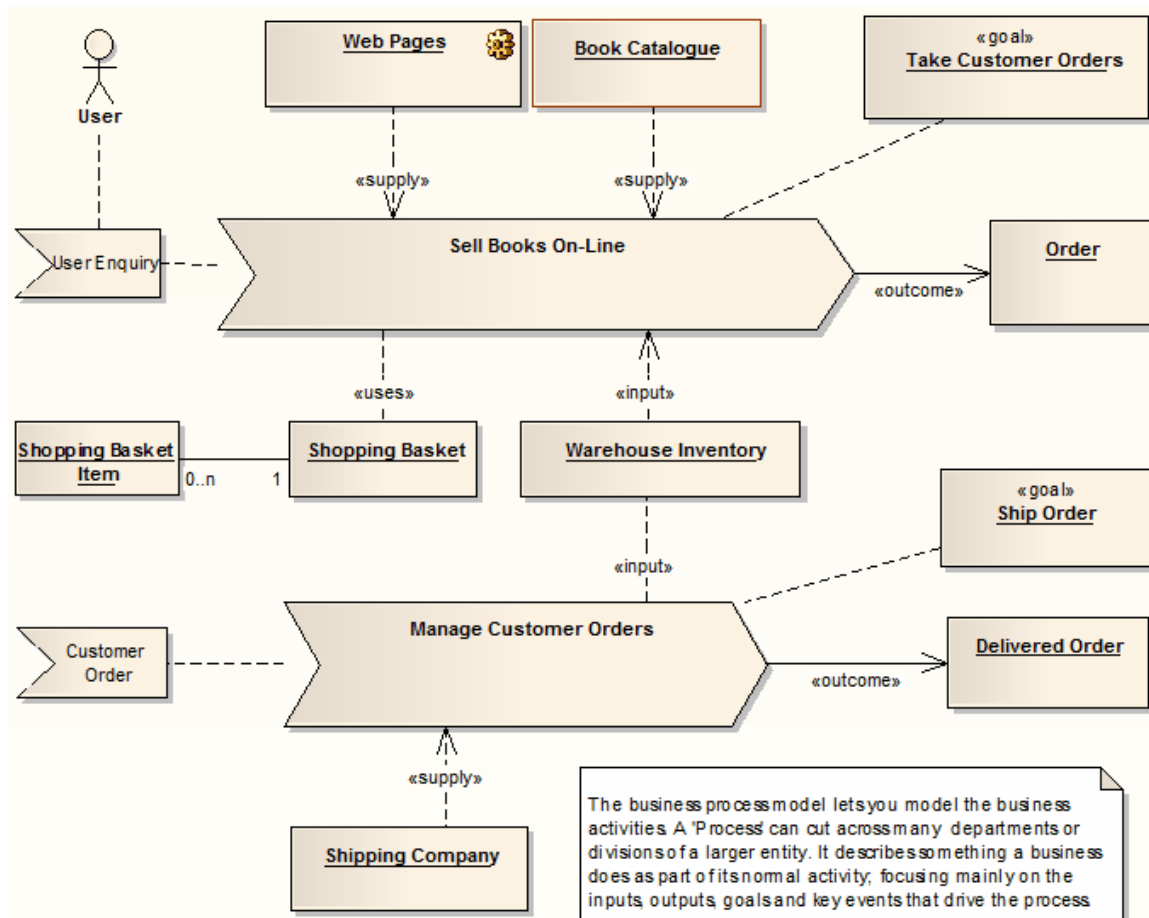 Web Pages
Book Catalogue
«goal»
Take Customer Orders
User
«supply»
«supply»
User Enquiry
Sell Books On-Line
Order
«outcome»
«uses»
«input»
Shopping Basket
Item
0..n
1
Shopping Basket
Warehouse Inventory
«goal»
Ship Order
«input»
Customer
Order
Manage Customer Orders
Delivered Order
«outcome»
«supply»
Shipping Company
The business process model lets you model the business
activities. A 'Process' can cut across many departments or
divisions of a larger entity. It describes something a business
does as part of its normal activity; focusing mainly on the
inputs, outputs, goals and key events that drive the process.